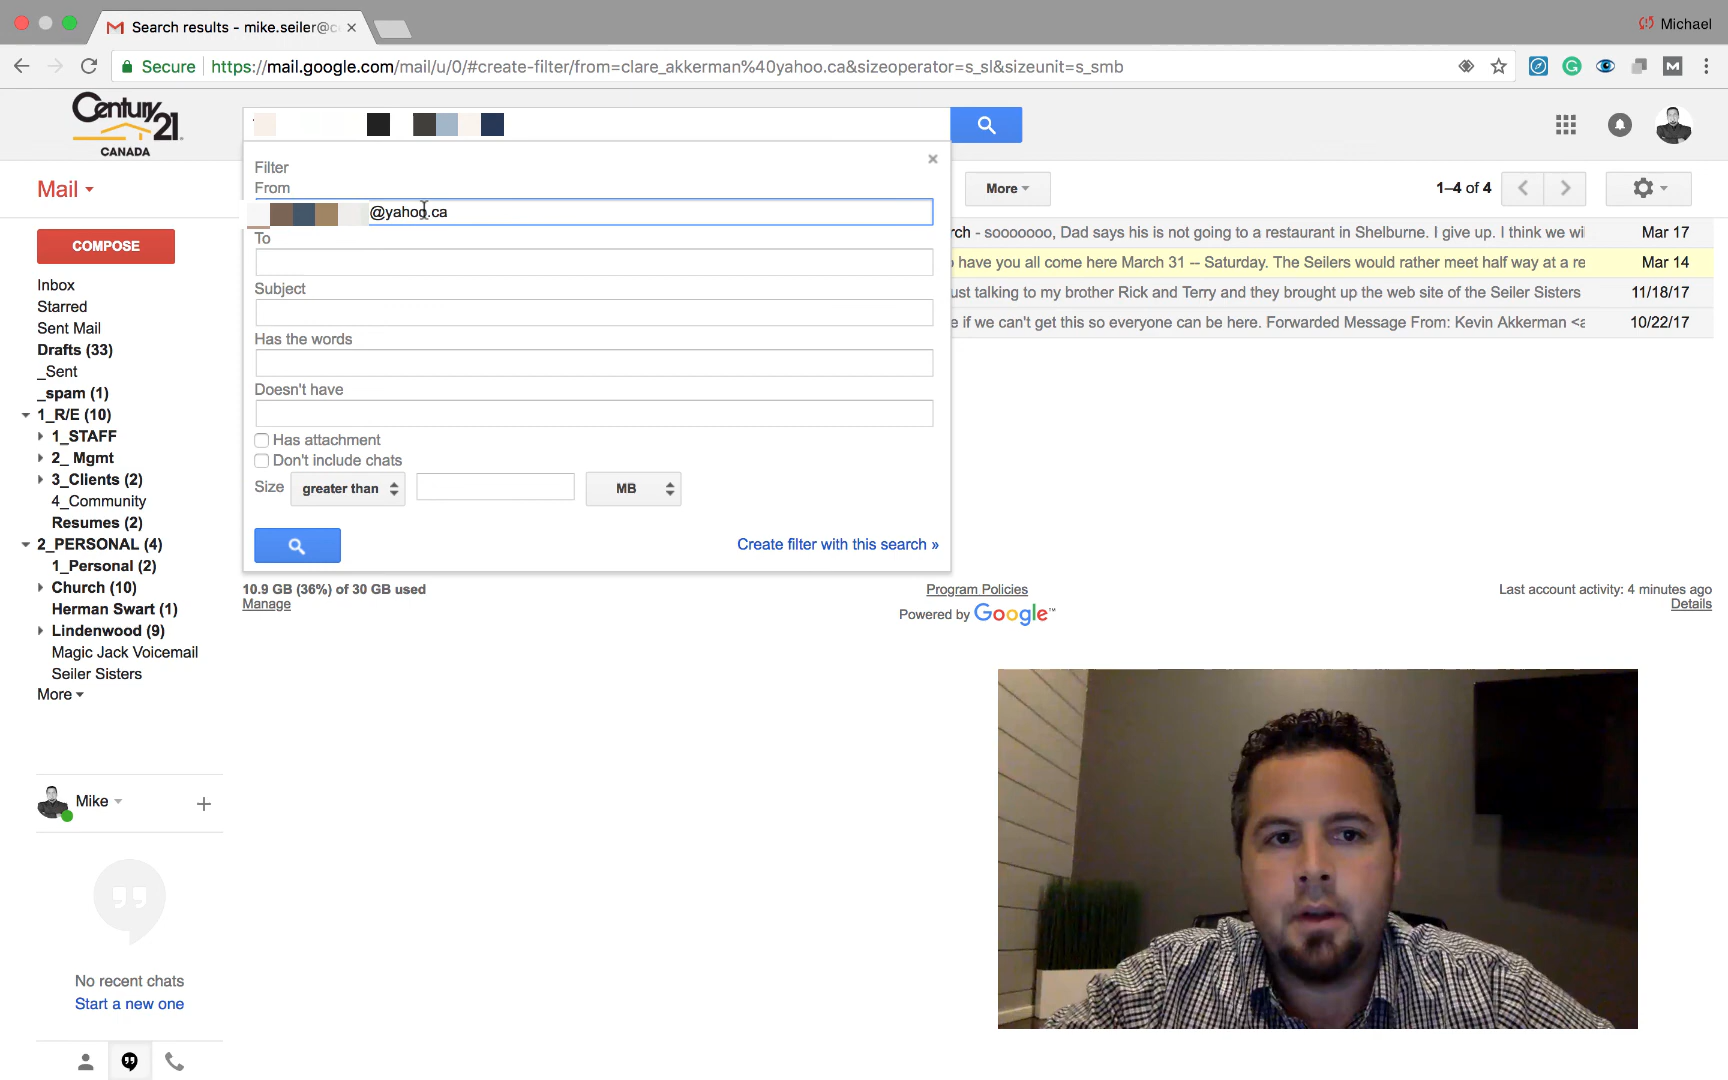 Search results - mike.seiler@c
Michael
Secure
https://mail.google.com/mail/u/0/#create-filter/from=clare_akkerman%40yahoo.ca&sizeoperator=s_sl&sizeunit=s_smb
M
Century 21
CANADA
Filter
From
@yahoo.ca
To
Subject
Has the words
Doesn't have
Has attachment
Don't include chats
Size
greater than
MB
Create filter with this search »
More
1–4 of 4
rch - sooooooo, Dad says his is not going to a restaurant in Shelburne. I give up. I think we wi
Mar 17
have you all come here March 31 -- Saturday. The Seilers would rather meet half way at a re
Mar 14
ust talking to my brother Rick and Terry and they brought up the web site of the Seiler Sisters
11/18/17
e if we can't get this so everyone can be here. Forwarded Message From: Kevin Akkerman <a
10/22/17
Mail
COMPOSE
Inbox
Starred
Sent Mail
Drafts (33)
_Sent
_spam (1)
1_R/E (10)
1_STAFF
2_ Mgmt
3_Clients (2)
4_Community
Resumes (2)
2_PERSONAL (4)
1_Personal (2)
Church (10)
Herman Swart (1)
Lindenwood (9)
Magic Jack Voicemail
Seiler Sisters
More
10.9 GB (36%) of 30 GB used
Manage
Program Policies
Powered by Google™
Last account activity: 4 minutes ago
Details
Mike
No recent chats
Start a new one